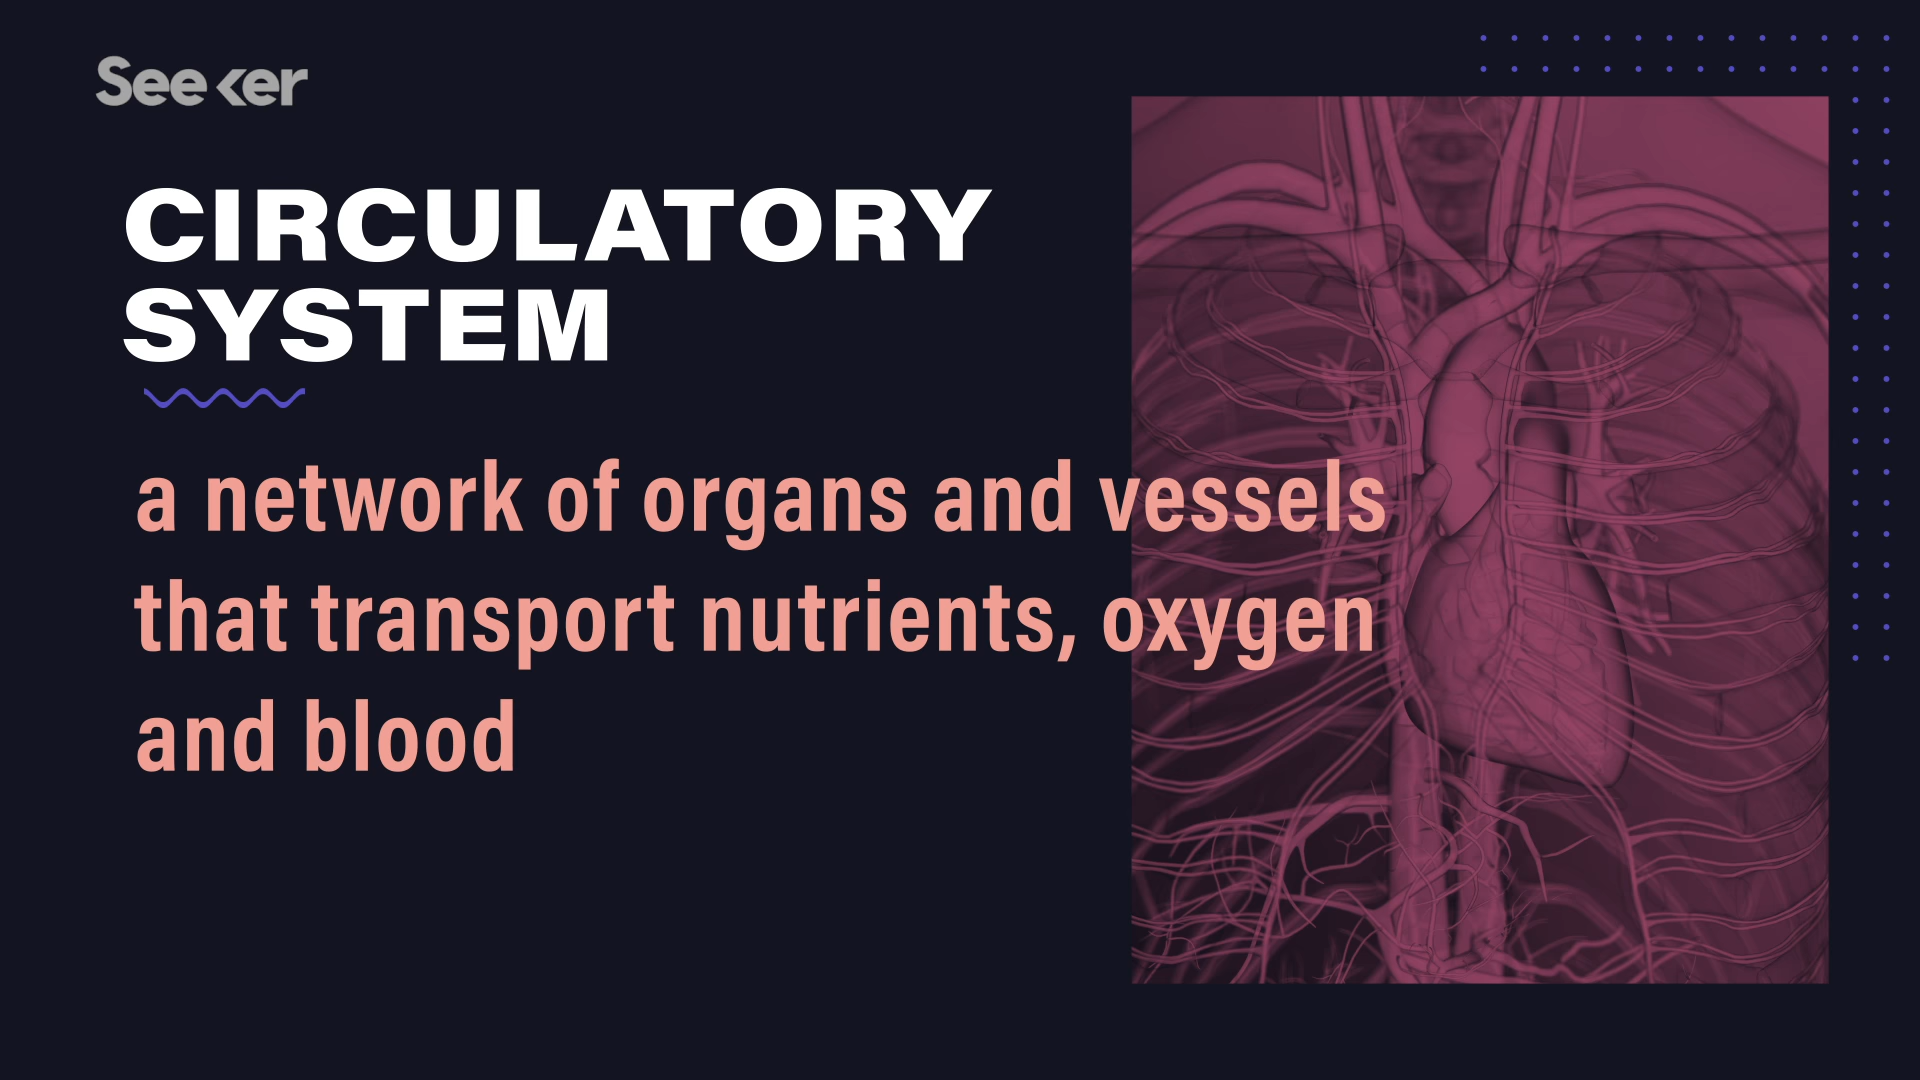 Seeker
CIRCULATORY
SYSTEM
a network of organs and vessels
that transport nutrients, oxygen
and blood